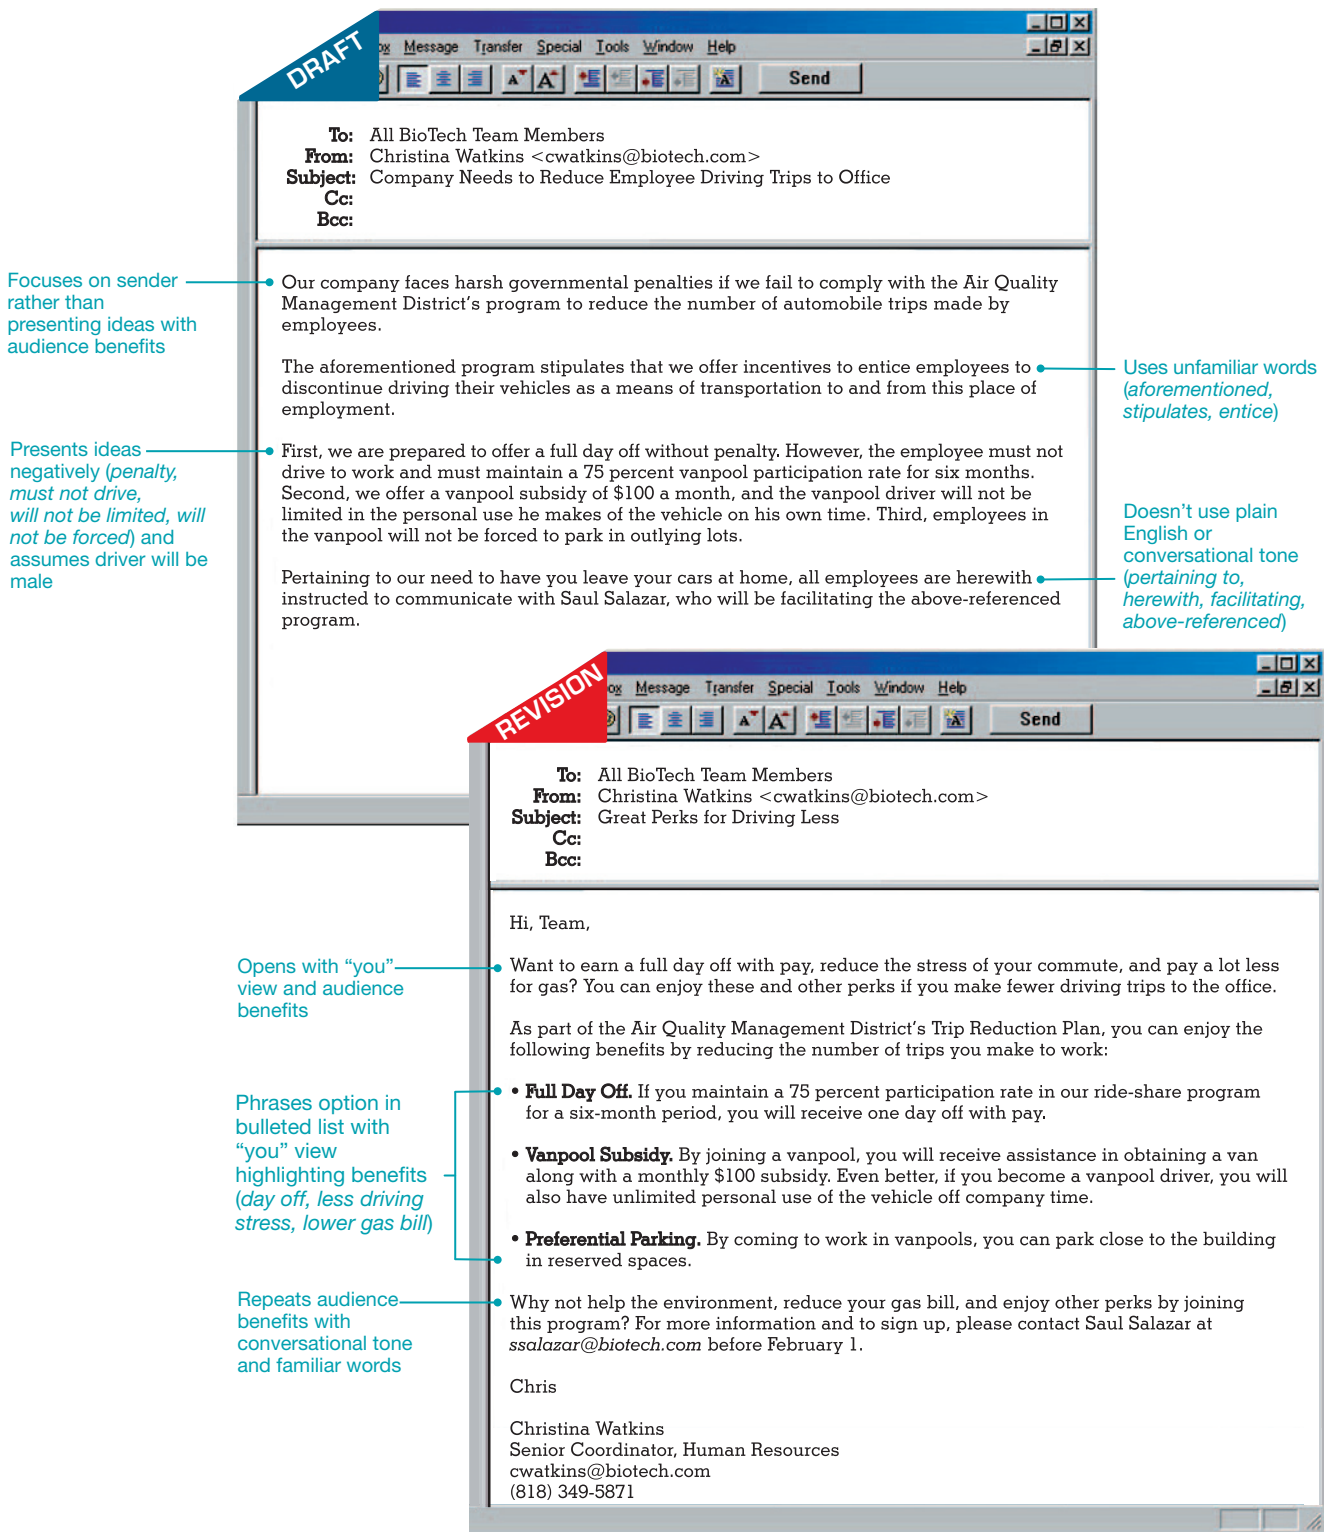 DRAFT
Message Transfer Special Tools Window Help
Send
To: All BioTech Team Members
From: Christina Watkins <cwatkins@biotech.com>
Subject: Company Needs to Reduce Employee Driving Trips to Office
Cc:
Bcc:
Focuses on sender
rather than
presenting ideas with
audience benefits
Our company faces harsh governmental penalties if we fail to comply with the Air Quality
Management District's program to reduce the number of automobile trips made by
employees.
The aforementioned program stipulates that we offer incentives to entice employees to
discontinue driving their vehicles as a means of transportation to and from this place of
employment.
Uses unfamiliar words
(aforementioned,
stipulates, entice)
Presents ideas
negatively (penalty,
must not drive,
will not be limited, will
not be forced) and
assumes driver will be
male
First, we are prepared to offer a full day off without penalty. However, the employee must not
drive to work and must maintain a 75 percent vanpool participation rate for six months.
Second, we offer a vanpool subsidy of $100 a month, and the vanpool driver will not be
limited in the personal use he makes of the vehicle on his own time. Third, employees in
the vanpool will not be forced to park in outlying lots.
Doesn't use plain
English or
conversational tone
(pertaining to,
herewith, facilitating,
above-referenced)
Pertaining to our need to have you leave your cars at home, all employees are herewith
instructed to communicate with Saul Salazar, who will be facilitating the above-referenced
program.
REVISION
Message Transfer Special Tools Window Help
Send
To: All BioTech Team Members
From: Christina Watkins <cwatkins@biotech.com>
Subject: Great Perks for Driving Less
Cc:
Bcc:
Hi, Team,
Opens with “you”
view and audience
benefits
Want to earn a full day off with pay, reduce the stress of your commute, and pay a lot less
for gas? You can enjoy these and other perks if you make fewer driving trips to the office.
As part of the Air Quality Management District's Trip Reduction Plan, you can enjoy the
following benefits by reducing the number of trips you make to work:
Phrases option in
bulleted list with
“you” view
highlighting benefits
(day off, less driving
stress, lower gas bill)
• Full Day Off. If you maintain a 75 percent participation rate in our ride-share program
for a six-month period, you will receive one day off with pay.
• Vanpool Subsidy. By joining a vanpool, you will receive assistance in obtaining a van
along with a monthly $100 subsidy. Even better, if you become a vanpool driver, you will
also have unlimited personal use of the vehicle off company time.
• Preferential Parking. By coming to work in vanpools, you can park close to the building
in reserved spaces.
Repeats audience
benefits with
conversational tone
and familiar words
Why not help the environment, reduce your gas bill, and enjoy other perks by joining
this program? For more information and to sign up, please contact Saul Salazar at
ssalazar@biotech.com before February 1.
Chris
Christina Watkins
Senior Coordinator, Human Resources
cwatkins@biotech.com
(818) 349-5871